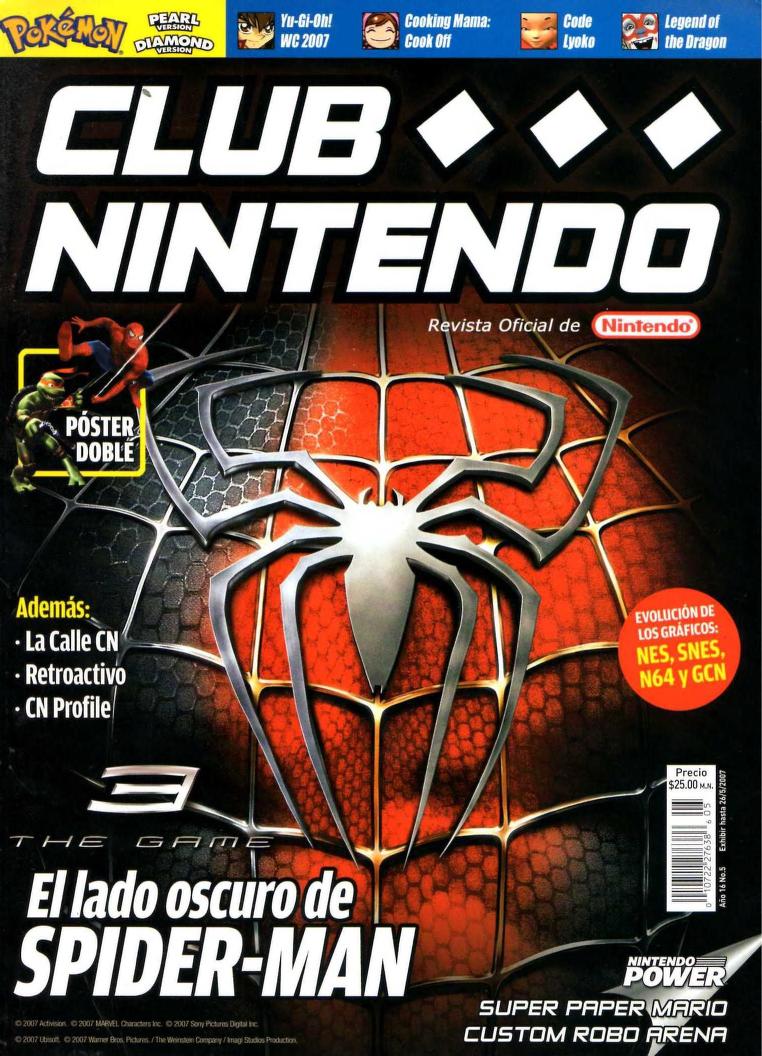 POKéMON
PEARL
VERSION
DIAMOND
VERSION
Yu-Gi-Oh!
WC 2007
Cooking Mama:
Cook Off
Code
Lyoko
Legend of
the Dragon
CLUB
NINTENDO
Revista Oficial de Nintendo®
PÓSTER
DOBLE
Además:
· La Calle CN
· Retroactivo
· CN Profile
EVOLUCIÓN DE
LOS GRÁFICOS:
NES, SNES,
N64 y GCN
Precio
$25.00 M.N.
Año 16 No.5 Exhibir hasta 26/5/2007
0 10722 27638 6 05
3
THE GAME
El lado oscuro de
SPIDER-MAN
NINTENDO
POWER
SUPER PAPER MARIO
CUSTOM ROBO ARENA
© 2007 Activision. © 2007 MARVEL Characters Inc. © 2007 Sony Pictures Digital Inc.
© 2007 Ubisoft. © 2007 Warner Bros. Pictures. / The Weinstein Company / Imagi Studios Production.